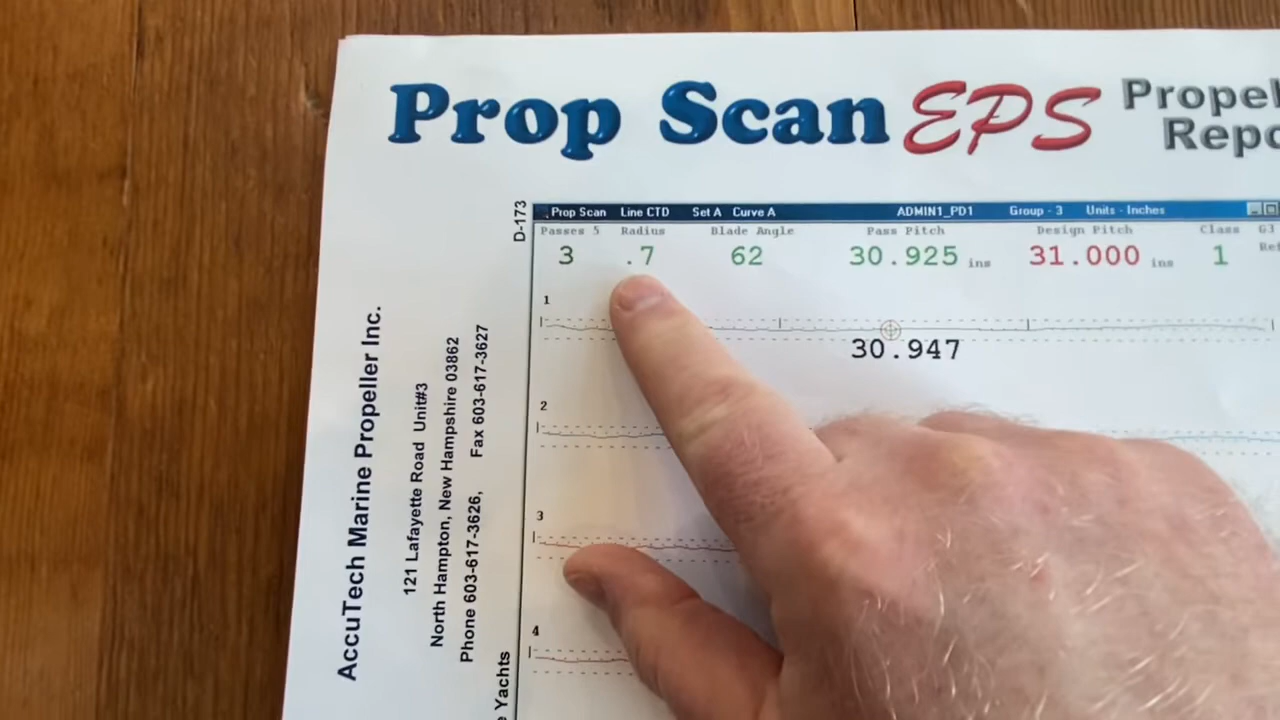 Prop Scan EPS
D-173
Prop Scan Line CTD Set A Curve A ADMIN1_PD1 Group - 3 Units - Inches
Passes 5 Radius Blade Angle Pass Pitch Design Pitch Class G3
3 .7 62 30.925 ins 31.000 ins 1
1
30.947
2
3
4
AccuTech Marine Propeller Inc.
121 Lafayette Road Unit#3
North Hampton, New Hampshire 03862
Phone 603-617-3626, Fax 603-617-3627
Yachts